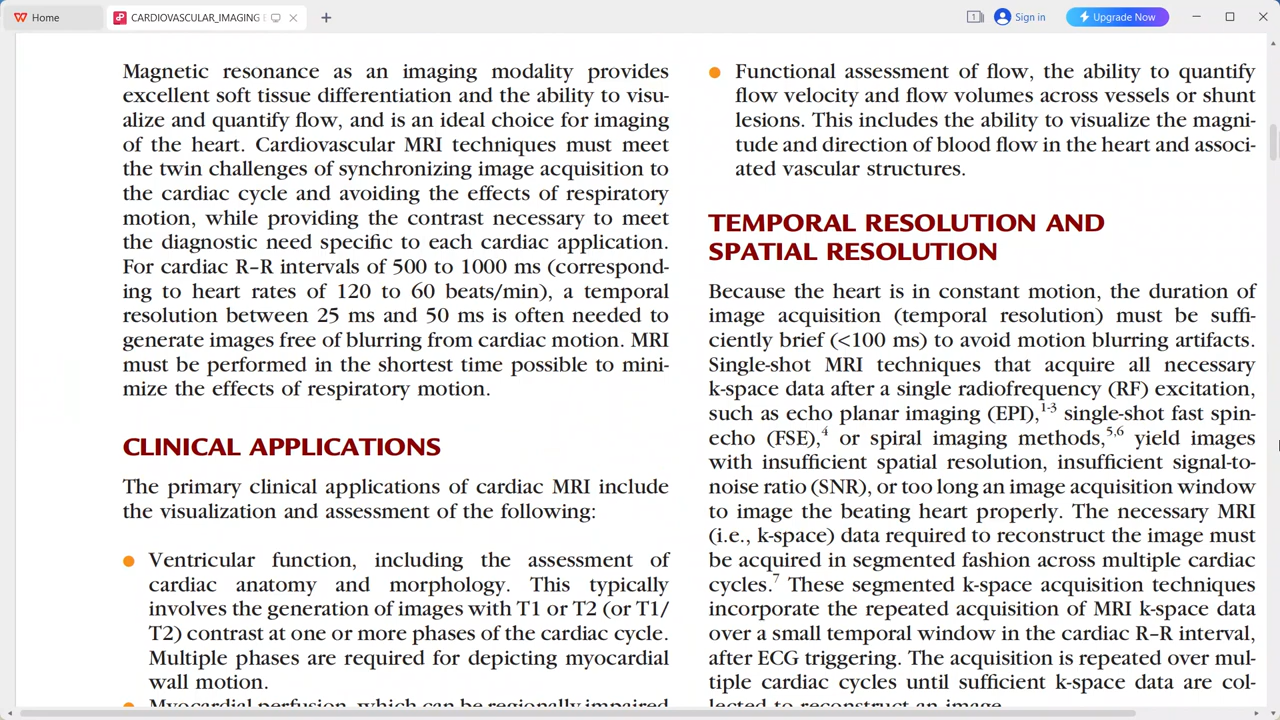 Home
CARDIOVASCULAR_IMAGING
1
Sign in
Upgrade Now
Magnetic resonance as an imaging modality provides
excellent soft tissue differentiation and the ability to visu-
alize and quantify flow, and is an ideal choice for imaging
of the heart. Cardiovascular MRI techniques must meet
the twin challenges of synchronizing image acquisition to
the cardiac cycle and avoiding the effects of respiratory
motion, while providing the contrast necessary to meet
the diagnostic need specific to each cardiac application.
For cardiac R–R intervals of 500 to 1000 ms (correspond-
ing to heart rates of 120 to 60 beats/min), a temporal
resolution between 25 ms and 50 ms is often needed to
generate images free of blurring from cardiac motion. MRI
must be performed in the shortest time possible to mini-
mize the effects of respiratory motion.
CLINICAL APPLICATIONS
The primary clinical applications of cardiac MRI include
the visualization and assessment of the following:
● Ventricular function, including the assessment of
cardiac anatomy and morphology. This typically
involves the generation of images with T1 or T2 (or T1/
T2) contrast at one or more phases of the cardiac cycle.
Multiple phases are required for depicting myocardial
wall motion.
● Myocardial perfusion, which can be regionally impaired
● Functional assessment of flow, the ability to quantify
flow velocity and flow volumes across vessels or shunt
lesions. This includes the ability to visualize the magni-
tude and direction of blood flow in the heart and associ-
ated vascular structures.
TEMPORAL RESOLUTION AND
SPATIAL RESOLUTION
Because the heart is in constant motion, the duration of
image acquisition (temporal resolution) must be suffi-
ciently brief (<100 ms) to avoid motion blurring artifacts.
Single-shot MRI techniques that acquire all necessary
k-space data after a single radiofrequency (RF) excitation,
such as echo planar imaging (EPI),1-3 single-shot fast spin-
echo (FSE),4 or spiral imaging methods,5,6 yield images
with insufficient spatial resolution, insufficient signal-to-
noise ratio (SNR), or too long an image acquisition window
to image the beating heart properly. The necessary MRI
(i.e., k-space) data required to reconstruct the image must
be acquired in segmented fashion across multiple cardiac
cycles.7 These segmented k-space acquisition techniques
incorporate the repeated acquisition of MRI k-space data
over a small temporal window in the cardiac R–R interval,
after ECG triggering. The acquisition is repeated over mul-
tiple cardiac cycles until sufficient k-space data are col-
lected to reconstruct an image.